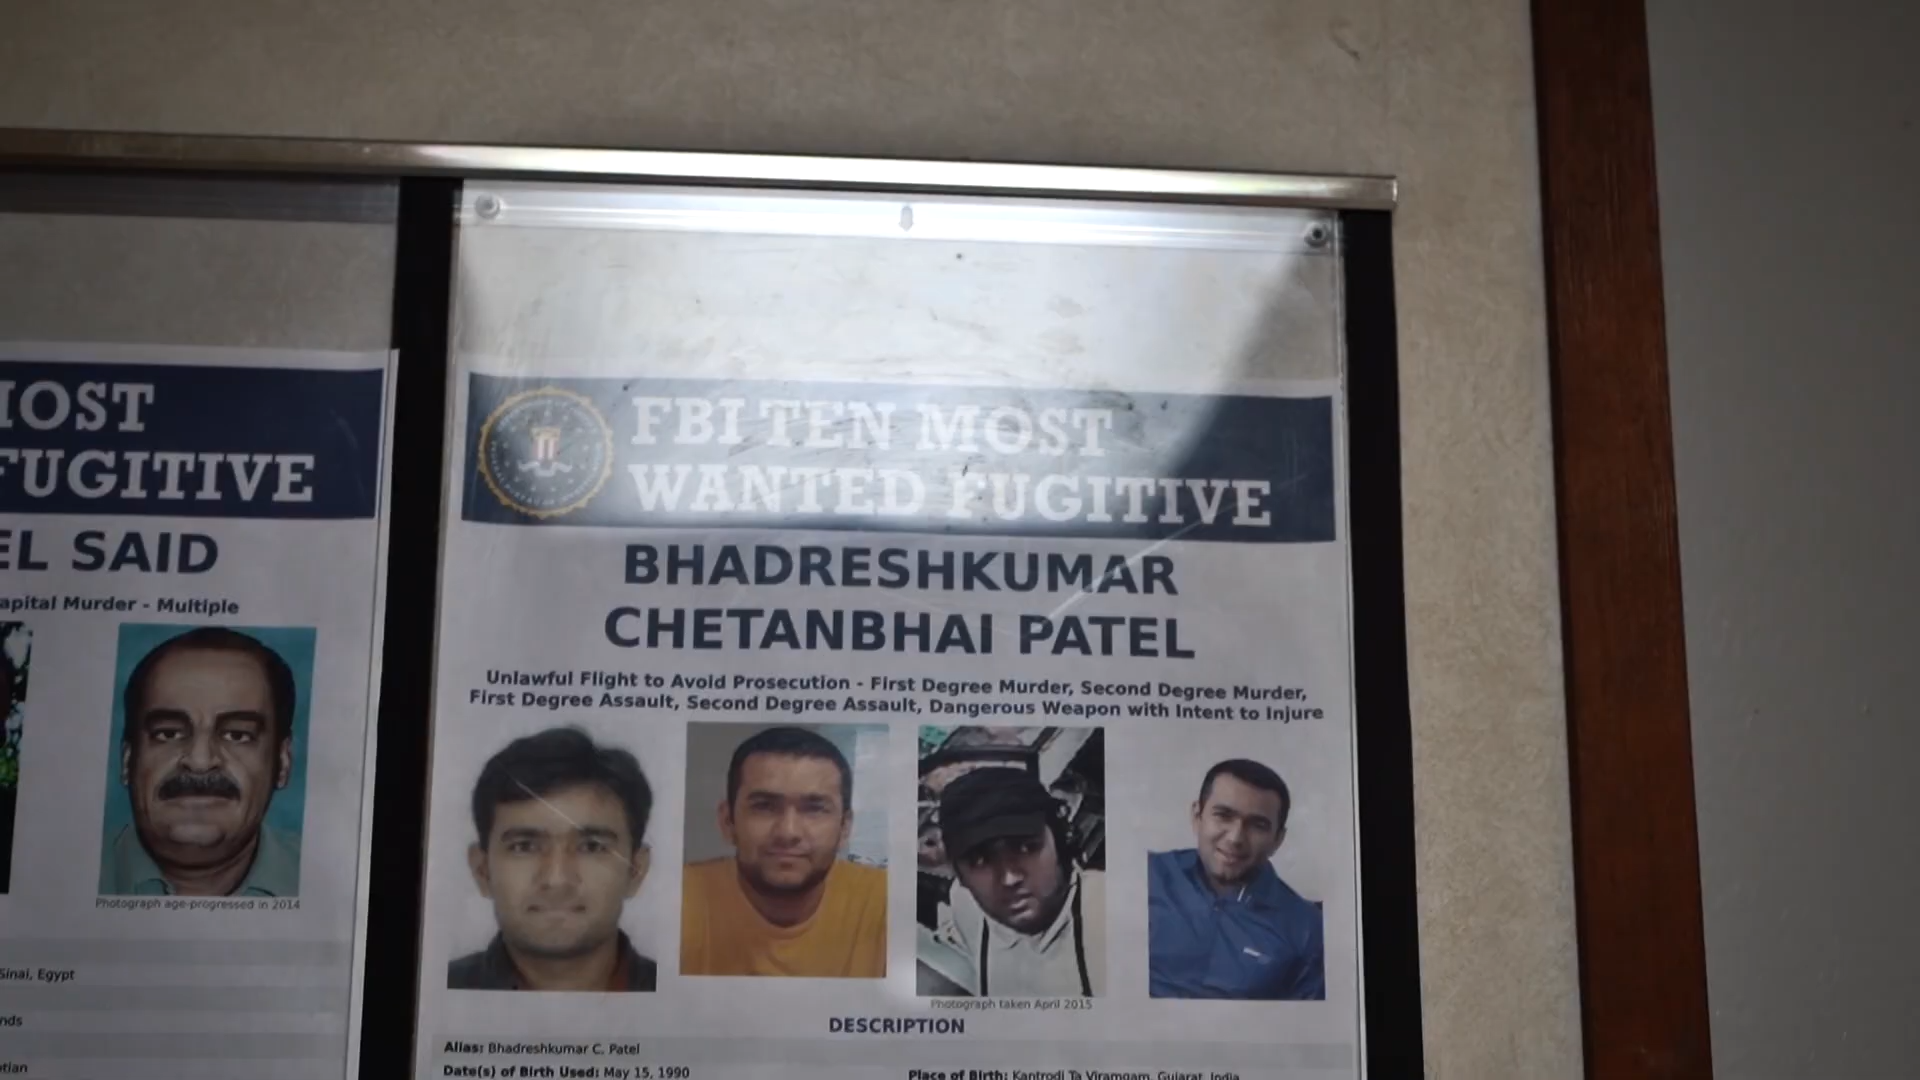 MOST
FUGITIVE
EL SAID
Capital Murder - Multiple
Photograph age-progressed in 2014
Sinai, Egypt
FBI TEN MOST
WANTED FUGITIVE
BHADRESHKUMAR
CHETANBHAI PATEL
Unlawful Flight to Avoid Prosecution - First Degree Murder, Second Degree Murder,
First Degree Assault, Second Degree Assault, Dangerous Weapon with Intent to Injure
Photograph taken April 2015
DESCRIPTION
Alias: Bhadreshkumar C. Patel
Date(s) of Birth Used: May 15, 1990
Place of Birth: Kantrodi Ta Viramgam, Gujarat, India